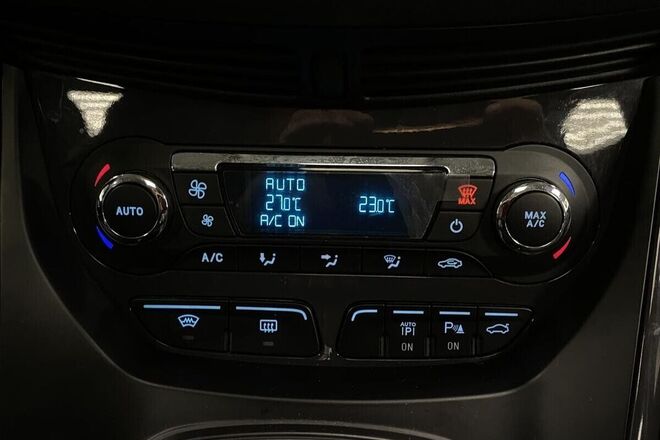 AUTO
27.0°C 23.0°C
A/C ON
MAX
AUTO
MAX
A/C
A/C
AUTO
P
P
ON
ON